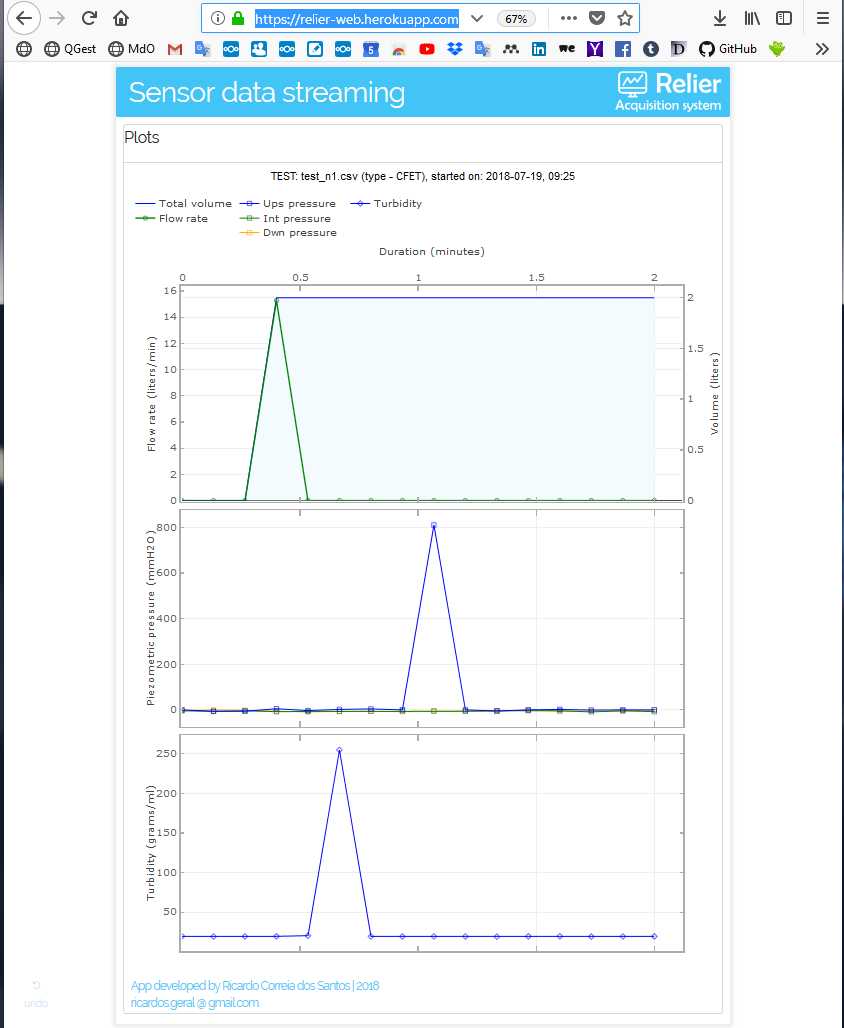 https://relier-web.herokuapp.com
67%
QGest
MdO
5
we
GitHub
Sensor data streaming
Relier
Acquisition system
Plots
TEST: test_n1.csv (type - CFET), started on: 2018-07-19, 09:25
Total volume
Ups pressure
Turbidity
Flow rate
Int pressure
Dwn pressure
Duration (minutes)
0 0.5 1 1.5 2
16
14
12
10
8
6
4
2
0
Flow rate (liters/min)
2
1.5
1
0.5
0
Volume (liters)
800
600
400
200
0
Piezometric pressure (mmH2O)
250
200
150
100
50
Turbidity (grams/ml)
undo
App developed by Ricardo Correia dos Santos | 2018
ricardos.geral @ gmail.com